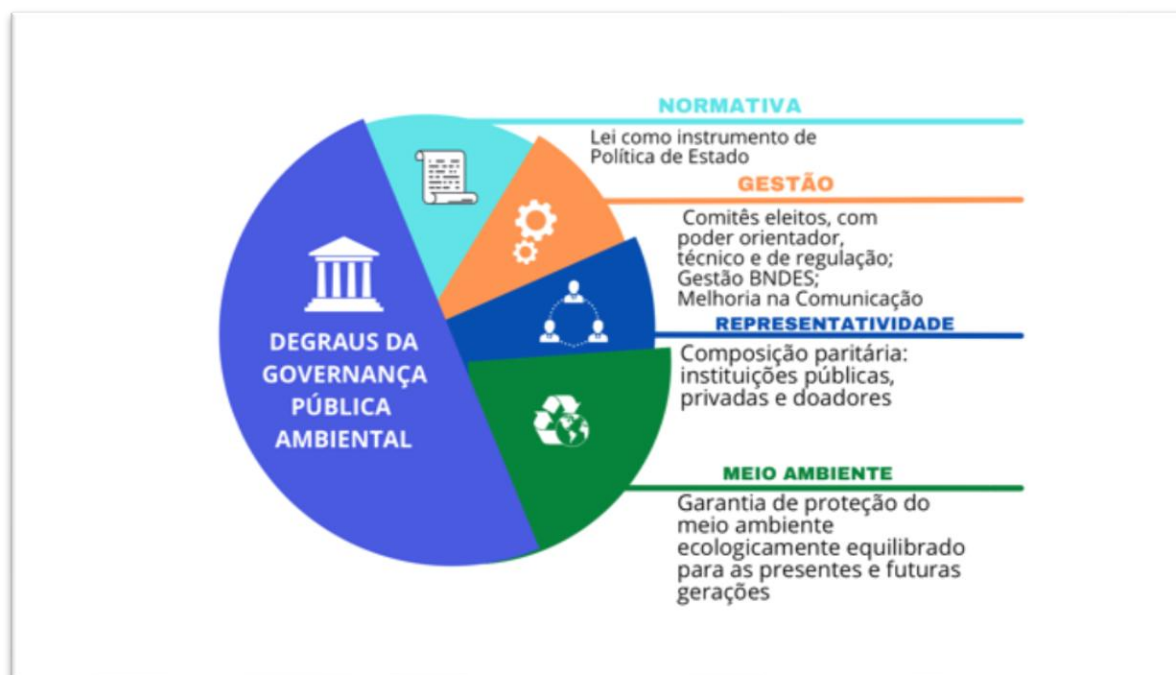 DEGRAUS DA
GOVERNANÇA
PÚBLICA
AMBIENTAL
NORMATIVA
Lei como instrumento de
Política de Estado
GESTÃO
Comitês eleitos, com
poder orientador,
técnico e de regulação;
Gestão BNDES;
Melhoria na Comunicação
REPRESENTATIVIDADE
Composição paritária:
instituições públicas,
privadas e doadores
MEIO AMBIENTE
Garantia de proteção do
meio ambiente
ecologicamente equilibrado
para as presentes e futuras
gerações